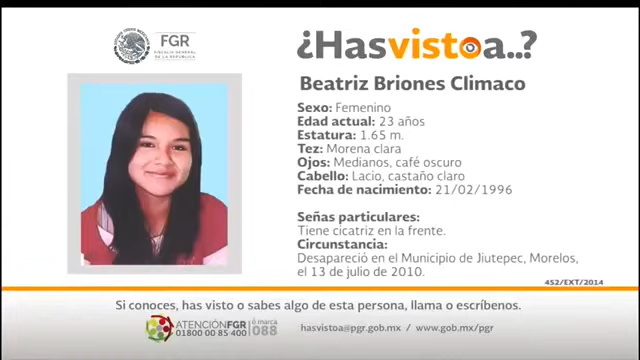 FGR
FISCALÍA GENERAL
DE LA REPÚBLICA
¿Hasvistoa..?
Beatriz Briones Climaco
Sexo: Femenino
Edad actual: 23 años
Estatura: 1.65 m.
Tez: Morena clara
Ojos: Medianos, café oscuro
Cabello: Lacio, castaño claro
Fecha de nacimiento: 21/02/1996
Señas particulares:
Tiene cicatriz en la frente.
Circunstancia:
Desapareció en el Municipio de Jiutepec, Morelos,
el 13 de julio de 2010.
452/EXT/2014
Si conoces, has visto o sabes algo de esta persona, llama o escríbenos.
ATENCIÓNFGR ó marca
01800 00 85 400 088
hasvistoa@pgr.gob.mx / www.gob.mx/pgr